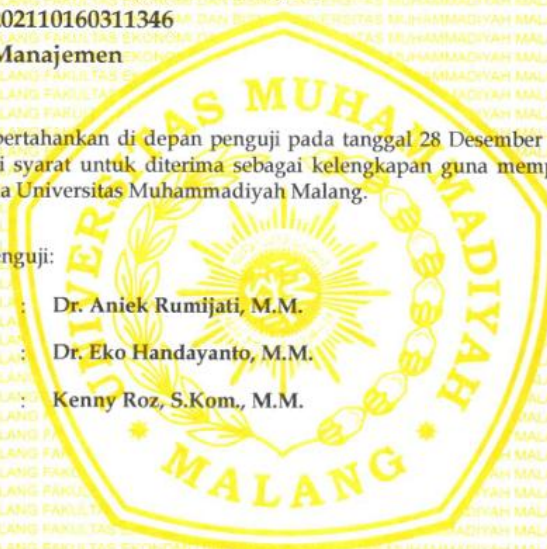 202110160311346
Manajemen
pertahankan di depan penguji pada tanggal 28 Desember
i syarat untuk diterima sebagai kelengkapan guna memp
a Universitas Muhammadiyah Malang.
enguji:
: Dr. Aniek Rumijati, M.M.
: Dr. Eko Handayanto, M.M.
: Kenny Roz, S.Kom., M.M.
UNIVERSITAS MUHAMMADIYAH
MALANG